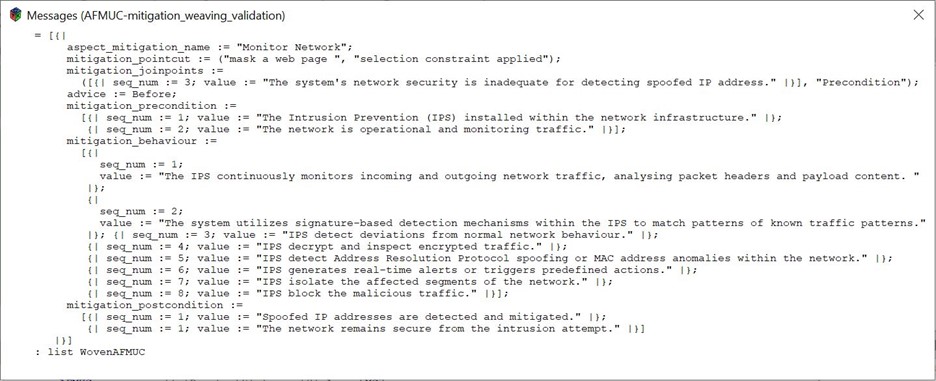 Messages (AFMUC-mitigation_weaving_validation)
= [{|
aspect_mitigation_name := "Monitor Network";
mitigation_pointcut := ("mask a web page ", "selection constraint applied");
mitigation_joinpoints :=
([{| seq_num := 3; value := "The system's network security is inadequate for detecting spoofed IP address." |}], "Precondition");
advice := Before;
mitigation_precondition :=
[{| seq_num := 1; value := "The Intrusion Prevention (IPS) installed within the network infrastructure." |};
{| seq_num := 2; value := "The network is operational and monitoring traffic." |}];
mitigation_behaviour :=
[{|
seq_num := 1;
value := "The IPS continuously monitors incoming and outgoing network traffic, analysing packet headers and payload content. "
|};
{|
seq_num := 2;
value := "The system utilizes signature-based detection mechanisms within the IPS to match patterns of known traffic patterns."
|}; {| seq_num := 3; value := "IPS detect deviations from normal network behaviour." |};
{| seq_num := 4; value := "IPS decrypt and inspect encrypted traffic." |};
{| seq_num := 5; value := "IPS detect Address Resolution Protocol spoofing or MAC address anomalies within the network." |};
{| seq_num := 6; value := "IPS generates real-time alerts or triggers predefined actions." |};
{| seq_num := 7; value := "IPS isolate the affected segments of the network." |};
{| seq_num := 8; value := "IPS block the malicious traffic." |}];
mitigation_postcondition :=
[{| seq_num := 1; value := "Spoofed IP addresses are detected and mitigated." |};
{| seq_num := 1; value := "The network remains secure from the intrusion attempt." |}]
|}]
: list WovenAFMUC